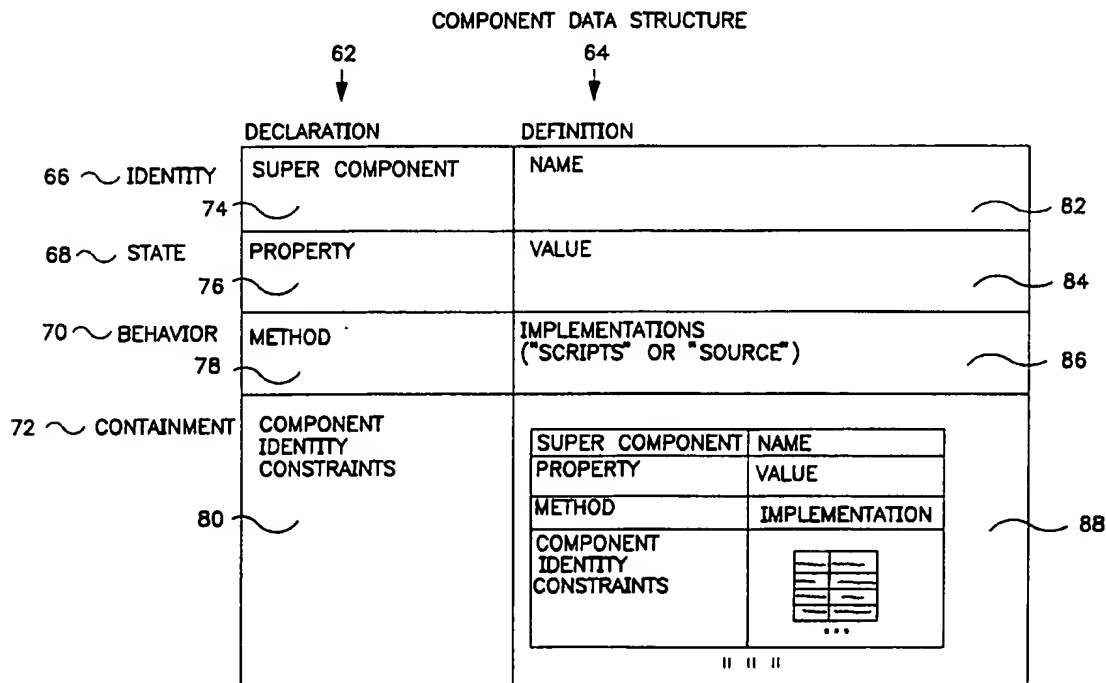 COMPONENT DATA STRUCTURE
62 64
DECLARATION DEFINITION
66 IDENTITY SUPER COMPONENT NAME
74 82
68 STATE PROPERTY VALUE
76 84
70 BEHAVIOR METHOD IMPLEMENTATIONS
("SCRIPTS" OR "SOURCE")
78 86
72 CONTAINMENT COMPONENT
IDENTITY
CONSTRAINTS
80 88
SUPER COMPONENT NAME
PROPERTY VALUE
METHOD IMPLEMENTATION
COMPONENT
IDENTITY
CONSTRAINTS